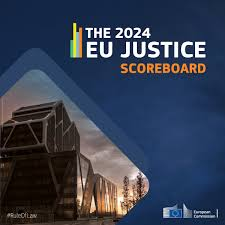 THE 2024
EU JUSTICE
SCOREBOARD
#RuleOfLaw
European
Commission